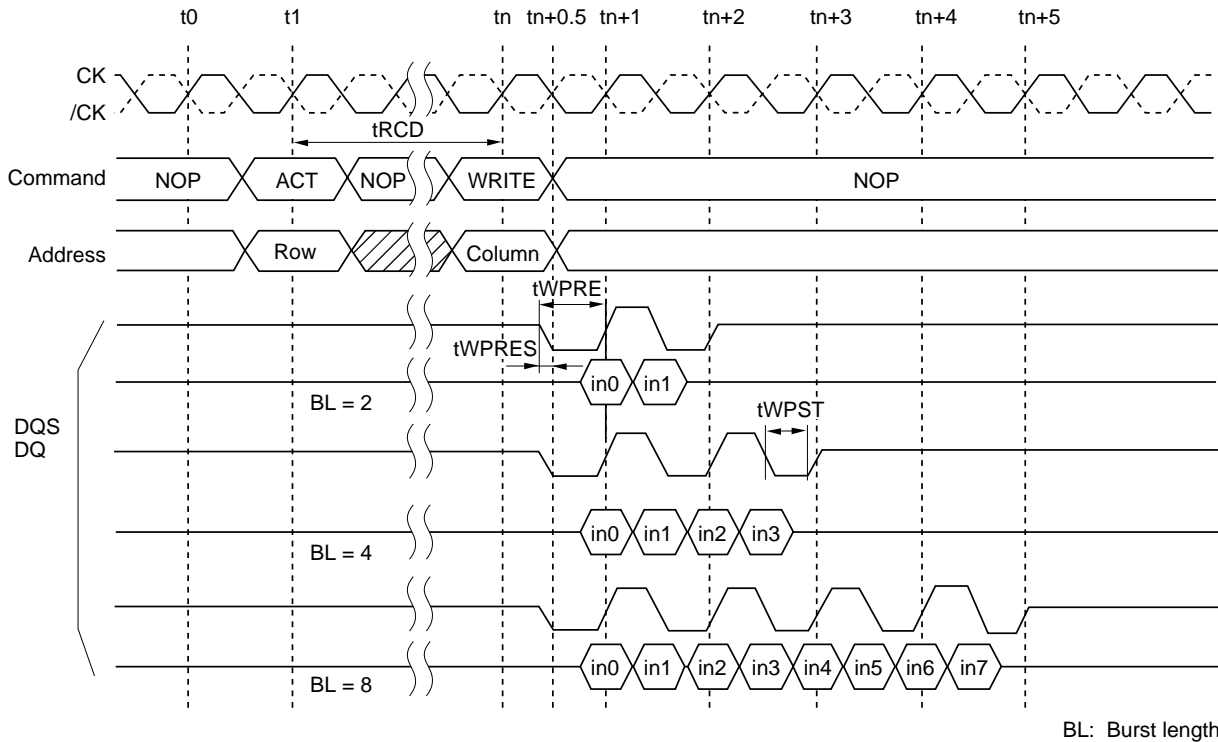 t0 t1 tn tn+0.5 tn+1 tn+2 tn+3 tn+4 tn+5
CK
/CK
tRCD
Command NOP ACT NOP WRITE NOP
Address Row Column
tWPRE
tWPRES
in0 in1
BL = 2
tWPST
DQS
DQ
in0 in1 in2 in3
BL = 4
in0 in1 in2 in3 in4 in5 in6 in7
BL = 8
BL: Burst length